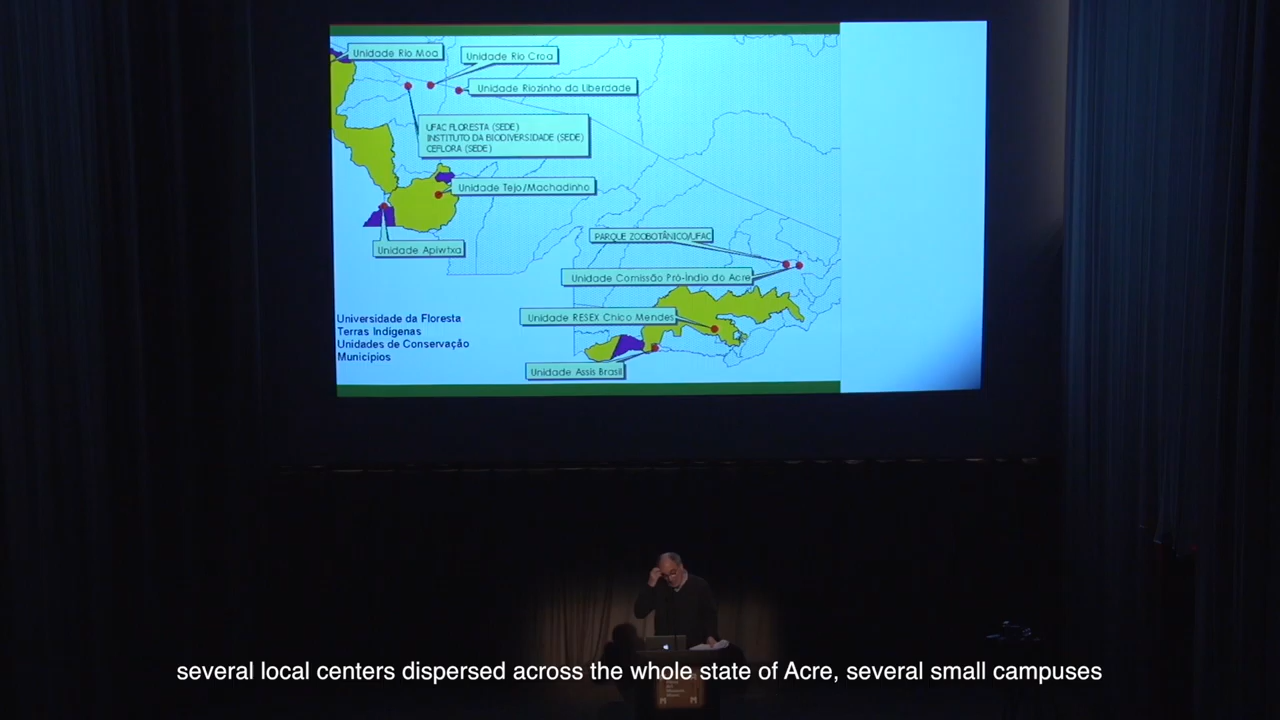 Unidade Rio Moa
Unidade Rio Croa
Unidade Riozinho da Liberdade
UFAC FLORESTA (SEDE)
INSTITUTO DA BIODIVERSIDADE (SEDE)
CEFLORA (SEDE)
Unidade Tejo/Machadinho
Unidade Apiwtxa
PARQUE ZOOBOTÂNICO/UFAC
Unidade Comissão Pró-Indio do Acre
Unidade RESEX Chico Mendes
Unidade Assis Brasil
Universidade da Floresta
Terras Indígenas
Unidades de Conservação
Municípios
several local centers dispersed across the whole state of Acre, several small campuses